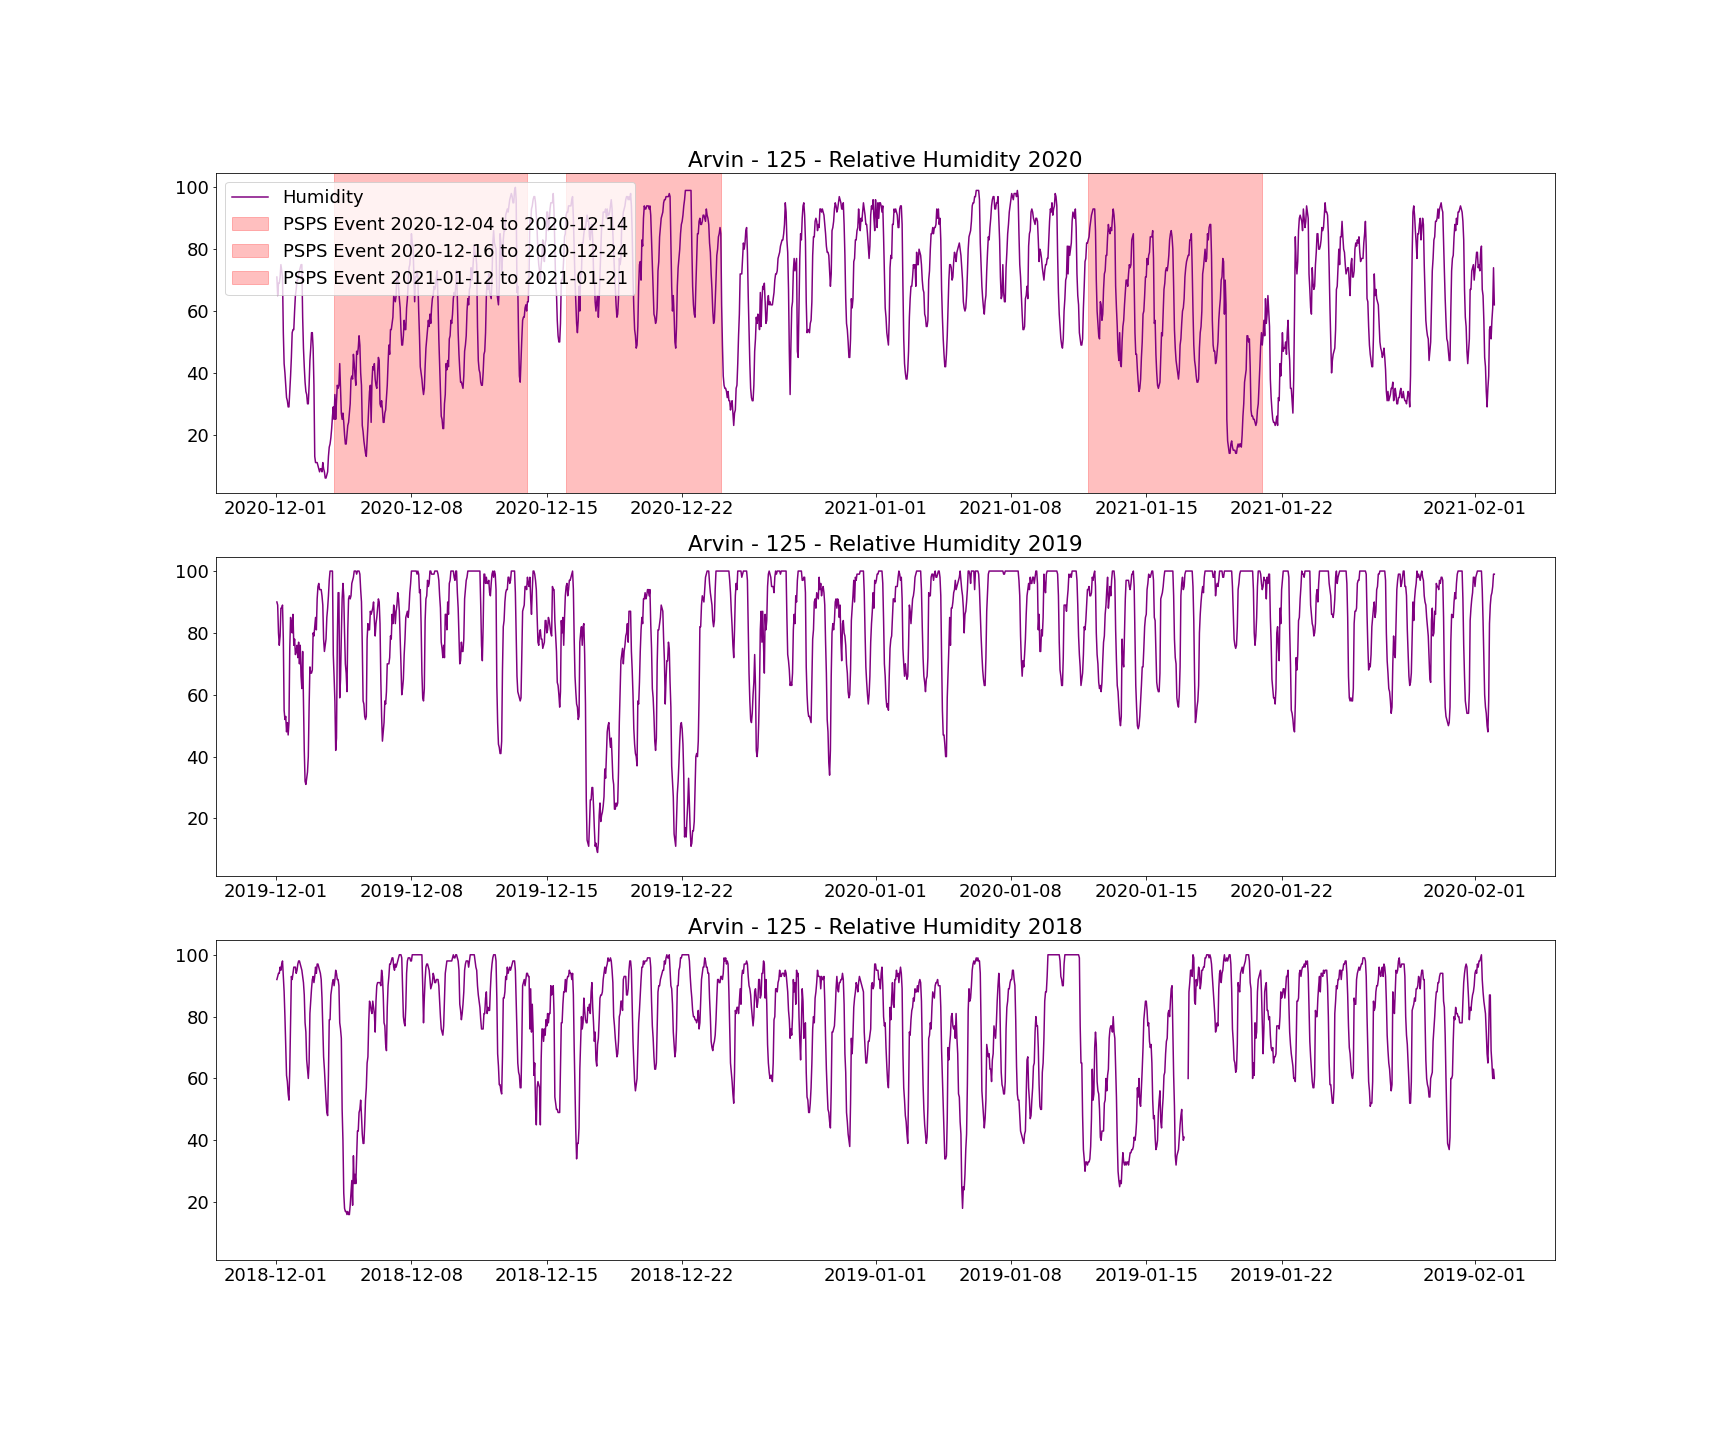 Arvin - 125 - Relative Humidity 2020
100
80
60
40
20
Humidity
PSPS Event 2020-12-04 to 2020-12-14
PSPS Event 2020-12-16 to 2020-12-24
PSPS Event 2021-01-12 to 2021-01-21
2020-12-01 2020-12-08 2020-12-15 2020-12-22 2021-01-01 2021-01-08 2021-01-15 2021-01-22 2021-02-01
Arvin - 125 - Relative Humidity 2019
100
80
60
40
20
2019-12-01 2019-12-08 2019-12-15 2019-12-22 2020-01-01 2020-01-08 2020-01-15 2020-01-22 2020-02-01
Arvin - 125 - Relative Humidity 2018
100
80
60
40
20
2018-12-01 2018-12-08 2018-12-15 2018-12-22 2019-01-01 2019-01-08 2019-01-15 2019-01-22 2019-02-01